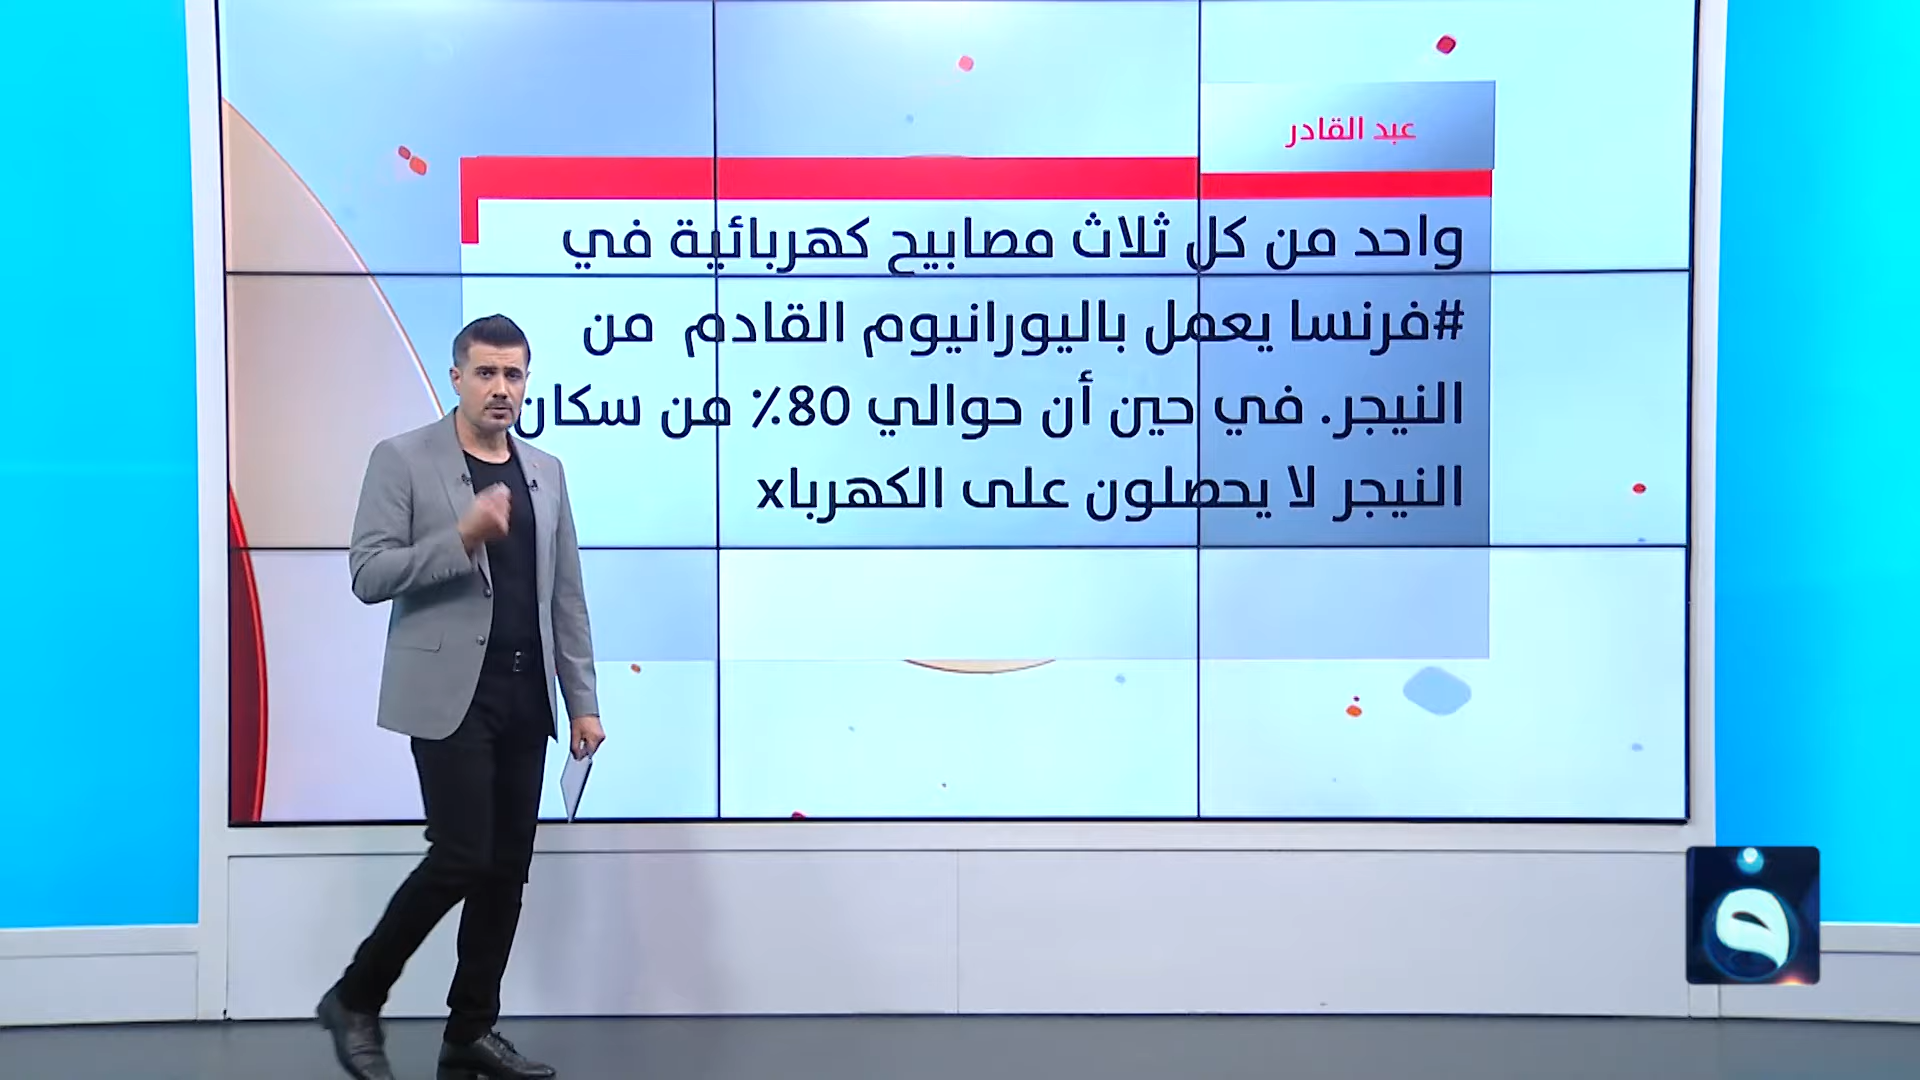 عبد القادر
واحد من كل ثلاث مصابيح كهربائية في
#فرنسا يعمل باليورانيوم القادم من
النيجر. في حين أن حوالي 80٪ من سكان
النيجر لا يحصلون على الكهرباx